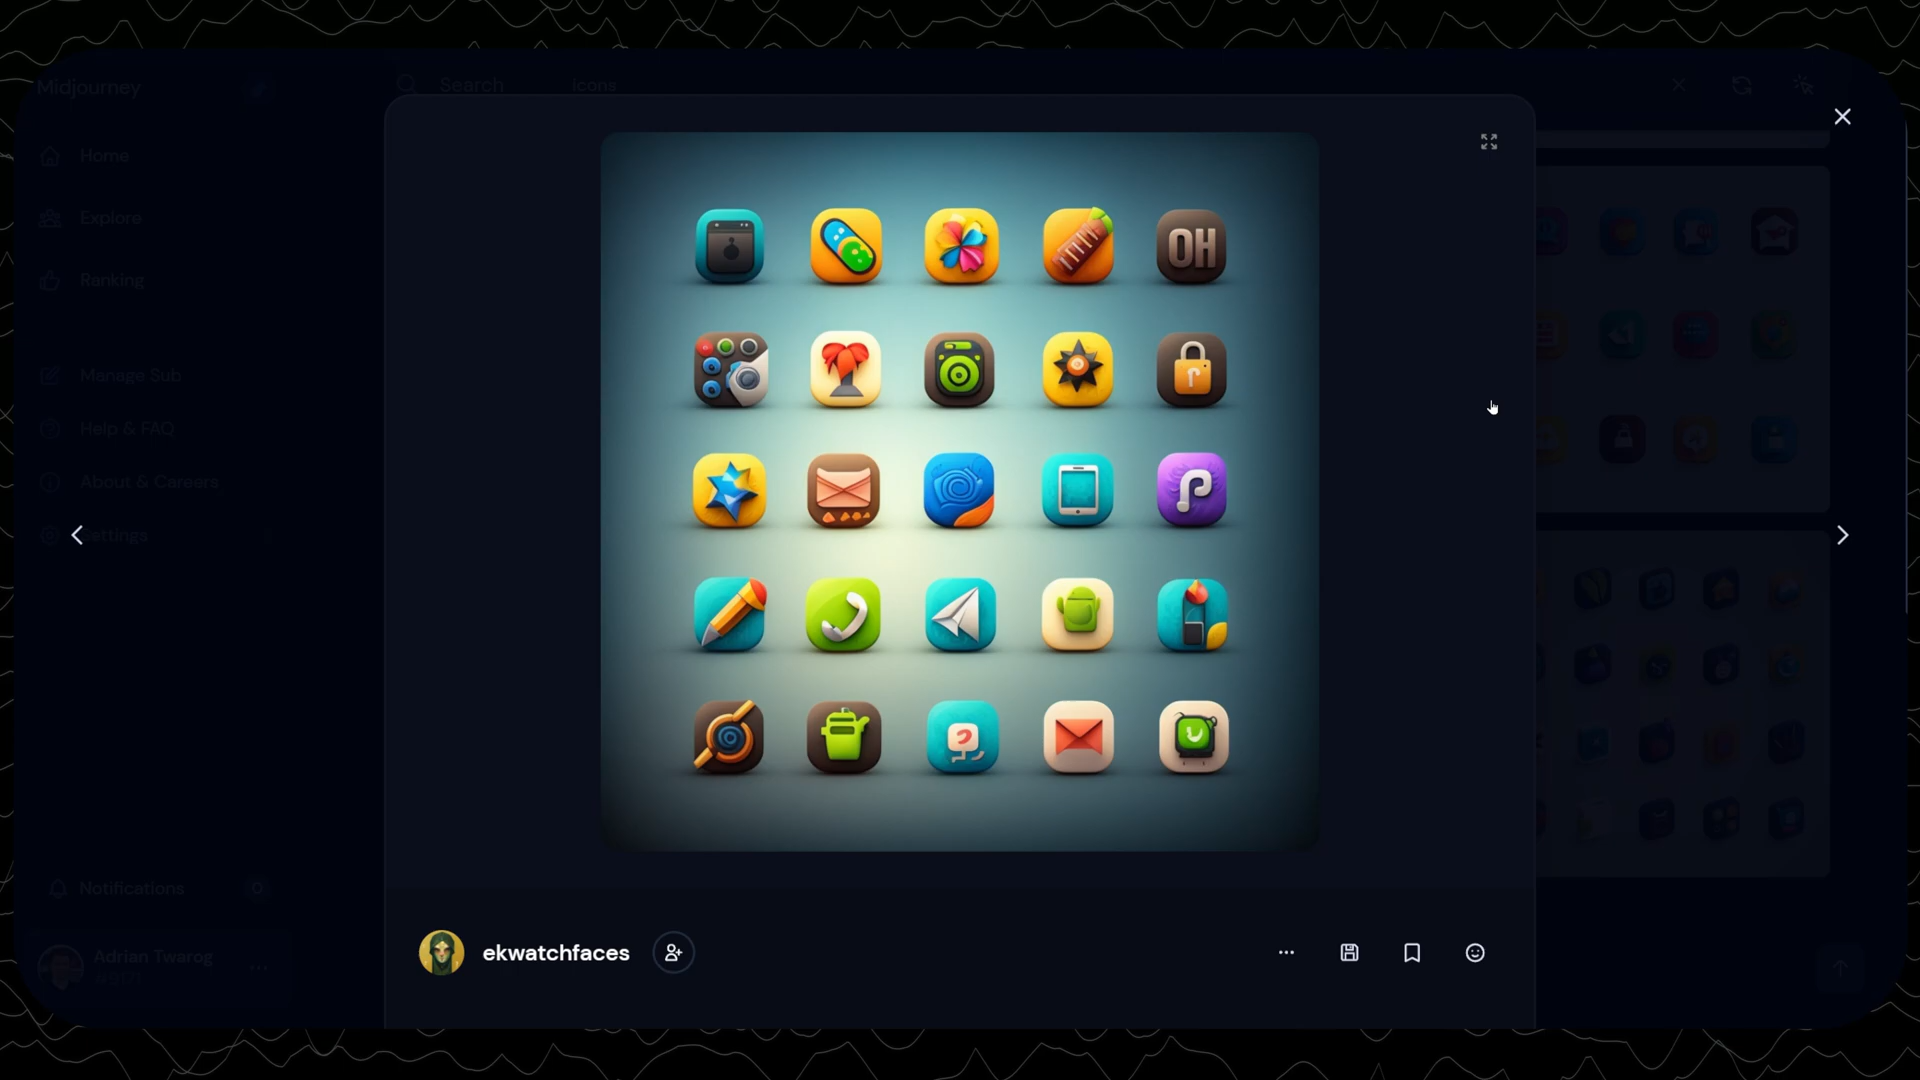 Midjourney
Search
icons
Home
Explore
Ranking
Manage Sub
Help & FAQ
About & Careers
Settings
Notifications
0
Adrian Twarog
OH
ekwatchfaces